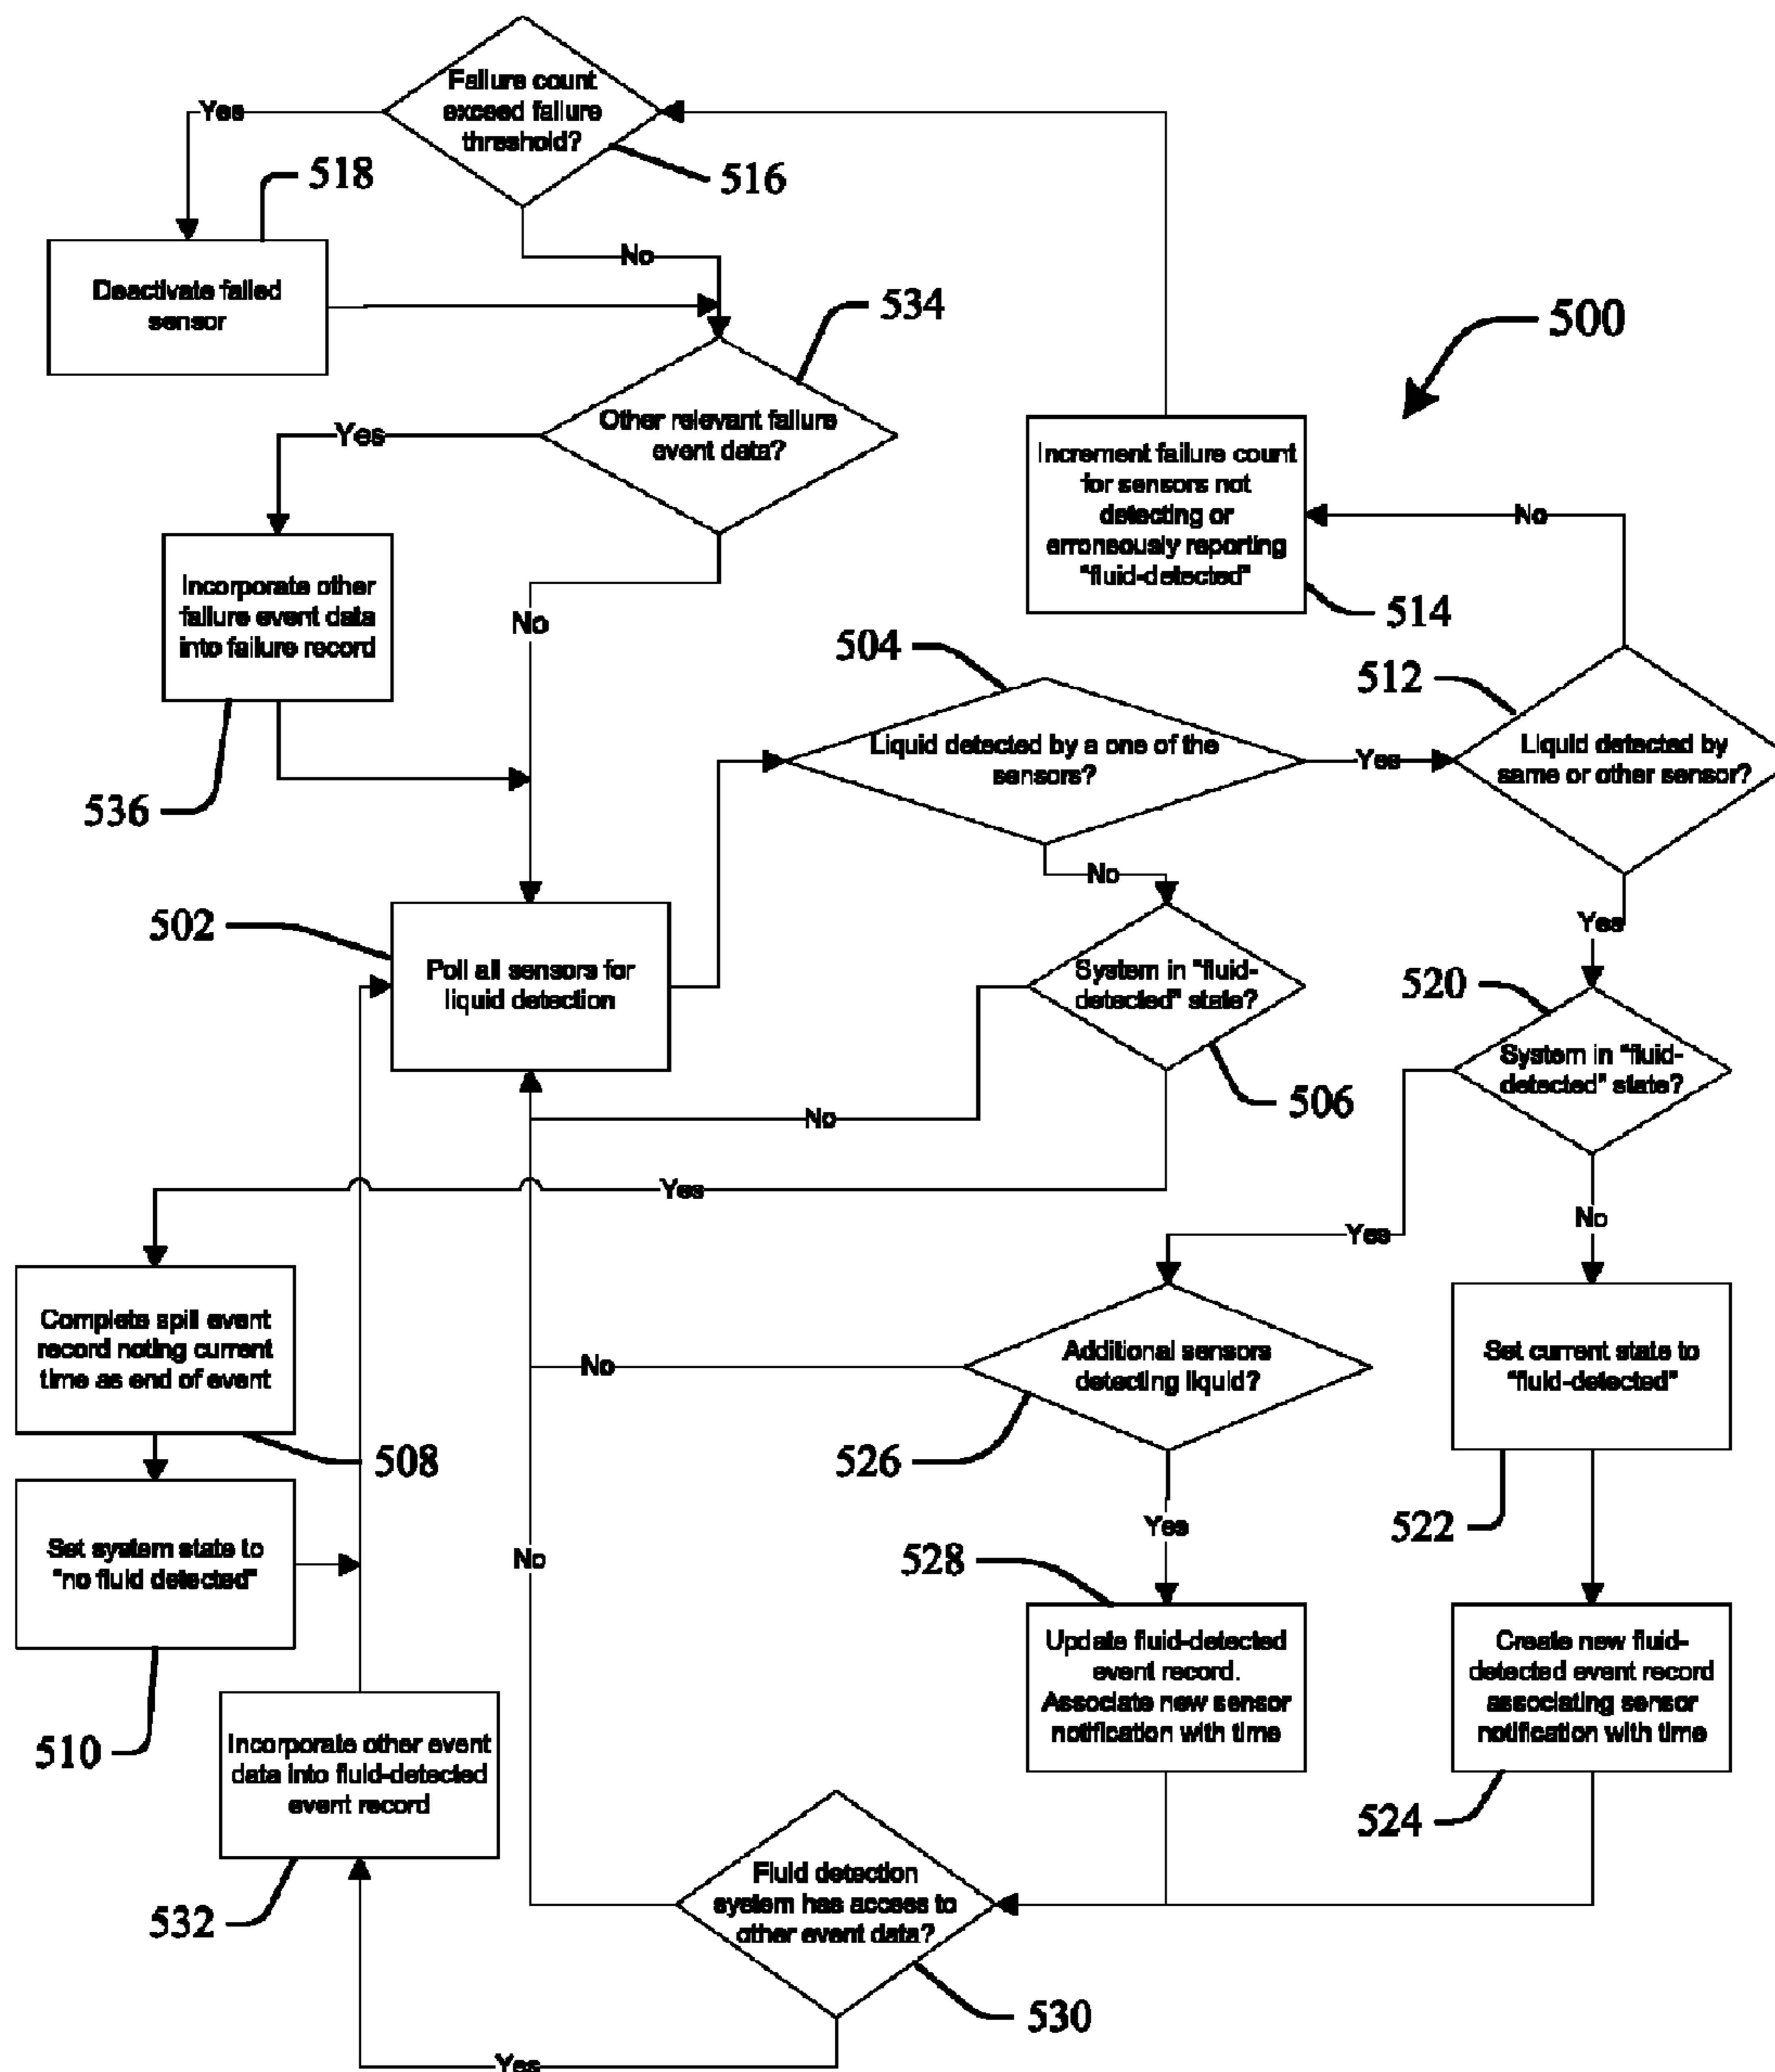 Failure count
exceed failure
threshold?
Yes
516
518
No
Deactivate failed
sensor
534
500
Other relevant failure
event data?
Yes
Increment failure count
for sensors not
detecting or
erroneously reporting
"fluid-detected"
No
514
Incorporate other
failure event data
into failure record
No
536
504
512
Liquid detected by a one of the
sensors?
Yes
Liquid detected by
same or other sensor?
No
Yes
502
Poll all sensors for
liquid detection
System in "fluid-
detected" state?
506
No
Yes
520
System in "fluid-
detected" state?
Yes
No
Complete spill event
record noting current
time as end of event
508
No
Additional sensors
detecting liquid?
526
Set current state to
"fluid-detected"
522
Set system state to
"no fluid detected"
510
No
Yes
528
Update fluid-detected
event record.
Associate new sensor
notification with time
Create new fluid-
detected event record
associating sensor
notification with time
524
Incorporate other event
data into fluid-detected
event record
532
Fluid detection
system has access to
other event data?
530
Yes